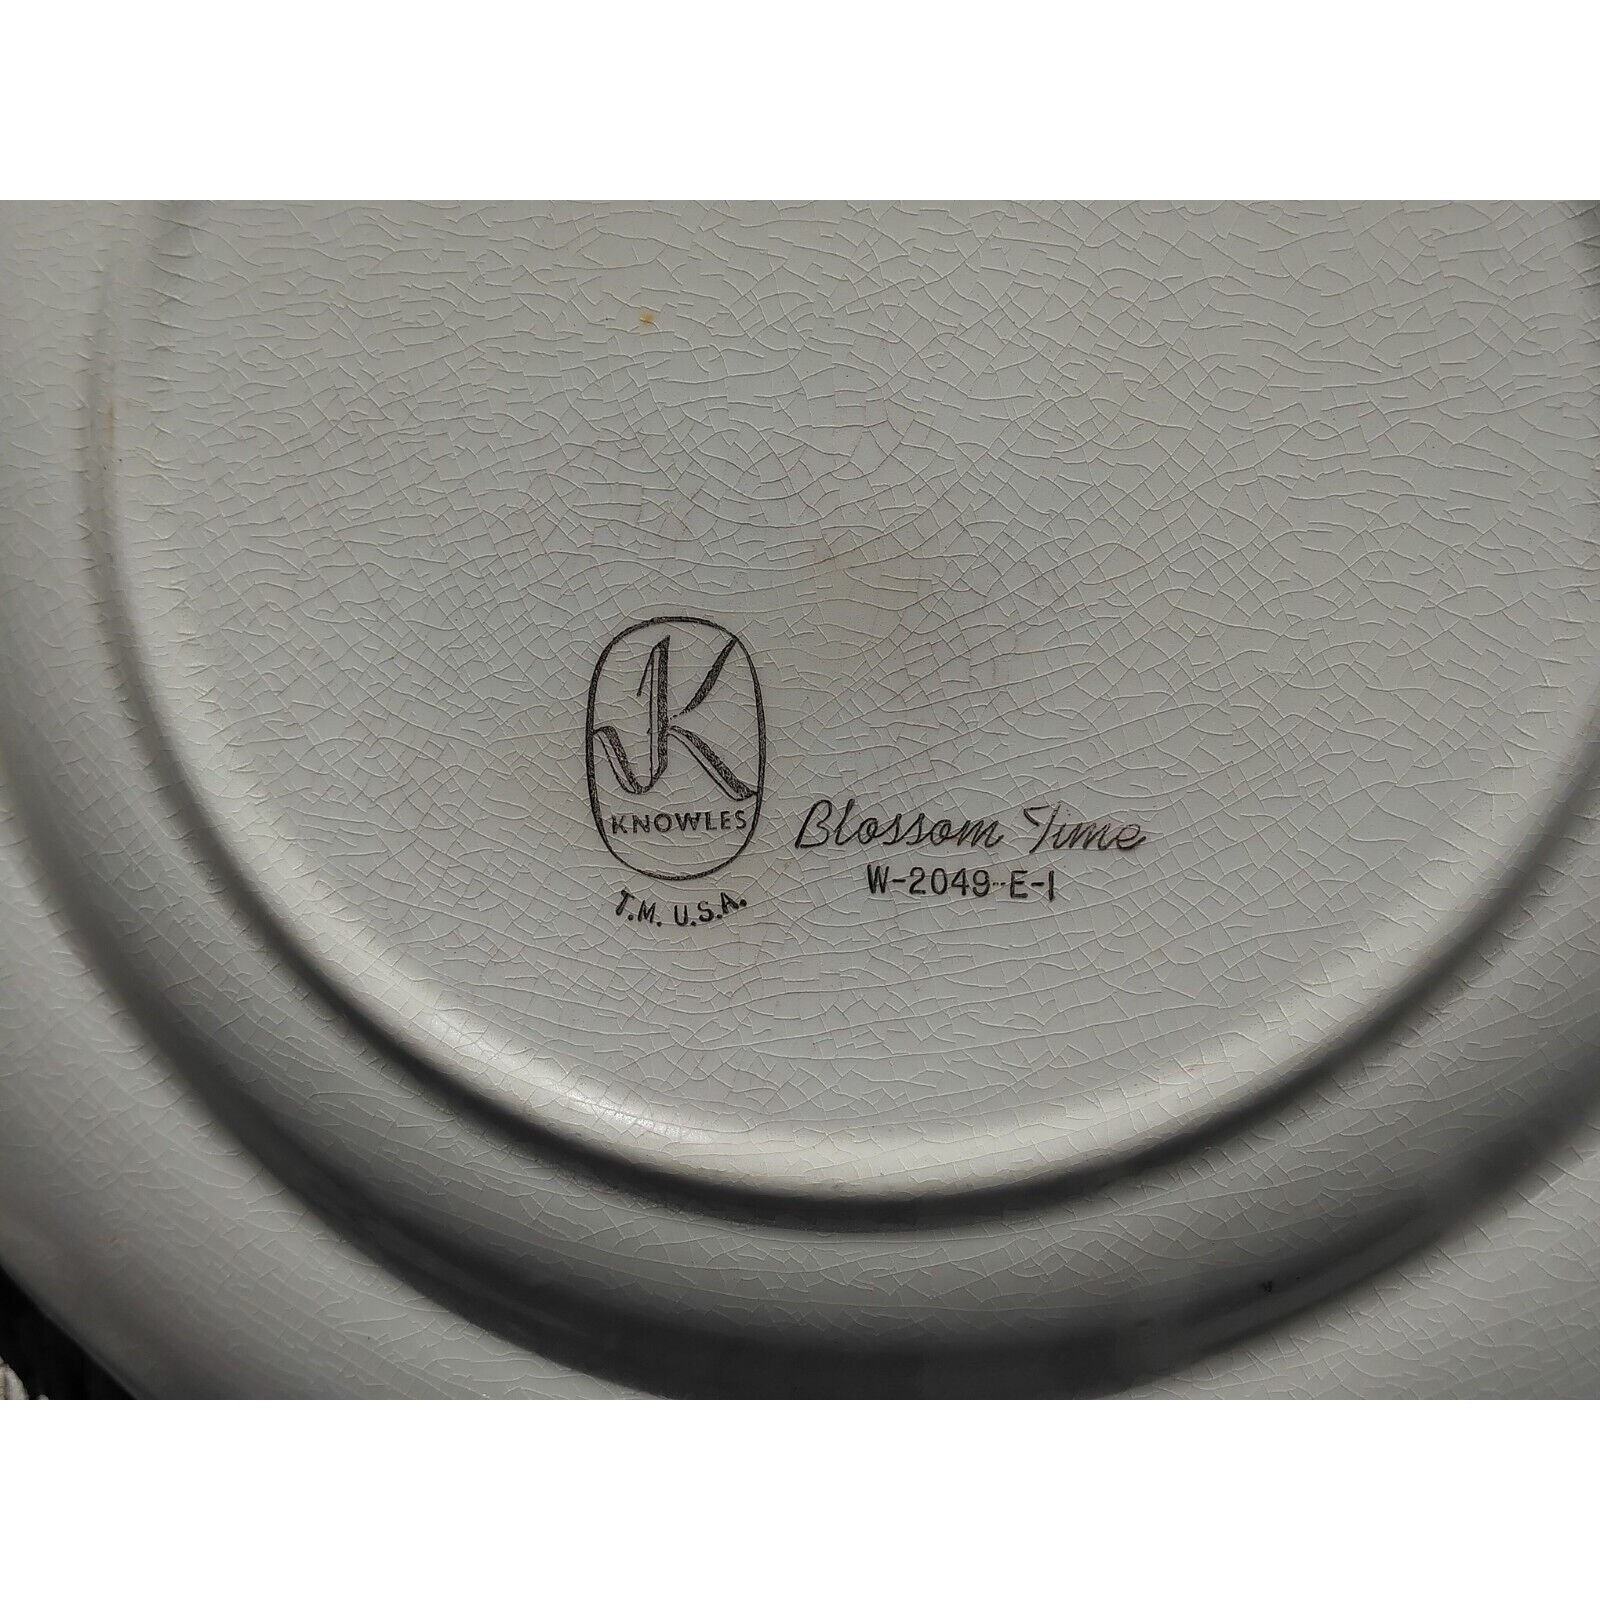 K
KNOWLES
T.M. U.S.A.
Blossom Time
W-2049-E-1